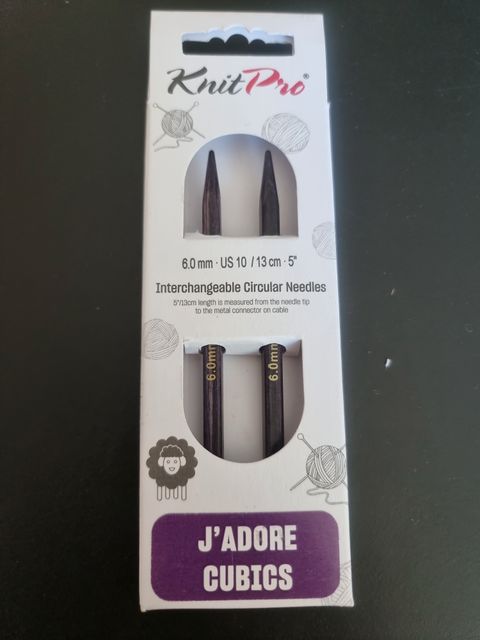 KnitPro®
6.0 mm · US 10 / 13 cm · 5"
Interchangeable Circular Needles
5"/13cm length is measured from the needle tip
to the metal connector on cable
6.0mm 6.0mm
J'ADORE
CUBICS